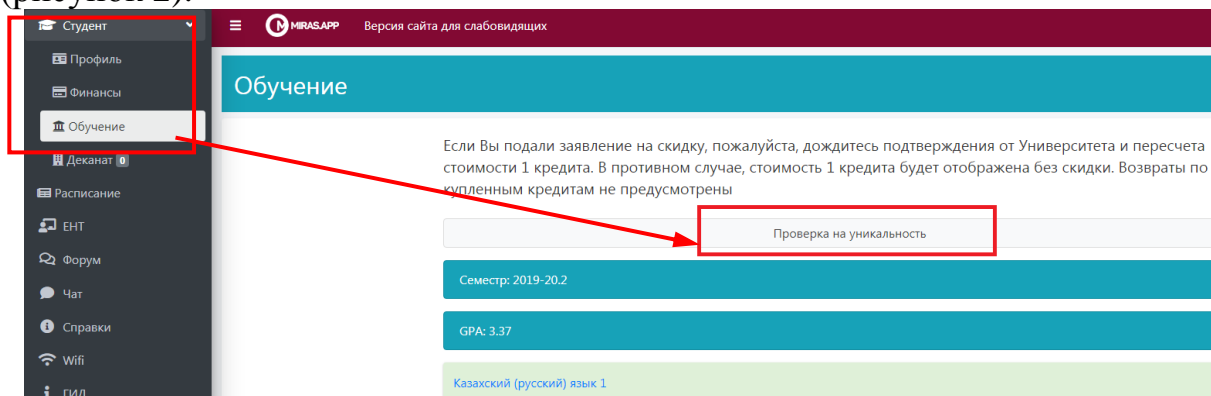 (рисунок 2).
Студент
Профиль
Финансы
Обучение
Деканат 0
Расписание
ЕНТ
Форум
Чат
Справки
Wifi
ГИД
MIRAS.APP Версия сайта для слабовидящих
Обучение
Если Вы подали заявление на скидку, пожалуйста, дождитесь подтверждения от Университета и пересчета
стоимости 1 кредита. В противном случае, стоимость 1 кредита будет отображена без скидки. Возвраты по
купленным кредитам не предусмотрены
Проверка на уникальность
Семестр: 2019-20.2
GPA: 3.37
Казахский (русский) язык 1